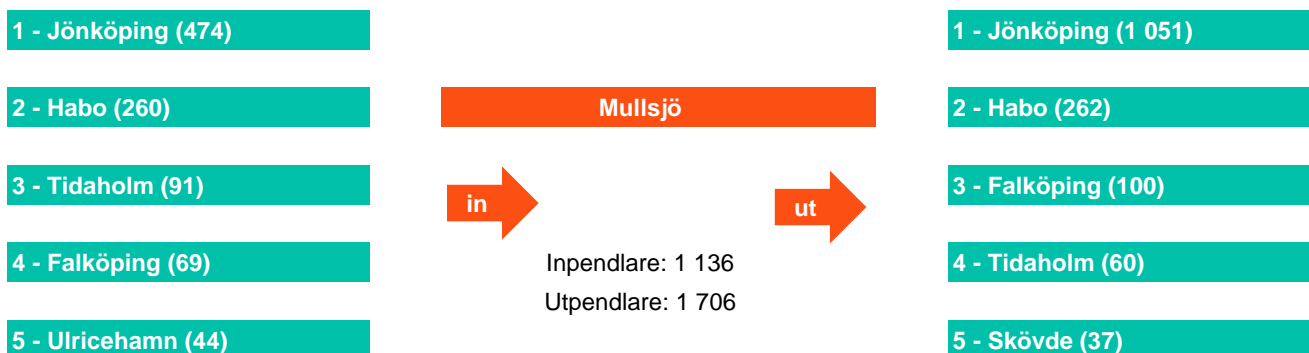 1 - Jönköping (474)
2 - Habo (260)
3 - Tidaholm (91)
4 - Falköping (69)
5 - Ulricehamn (44)
Mullsjö
in
ut
Inpendlare: 1 136
Utpendlare: 1 706
1 - Jönköping (1 051)
2 - Habo (262)
3 - Falköping (100)
4 - Tidaholm (60)
5 - Skövde (37)